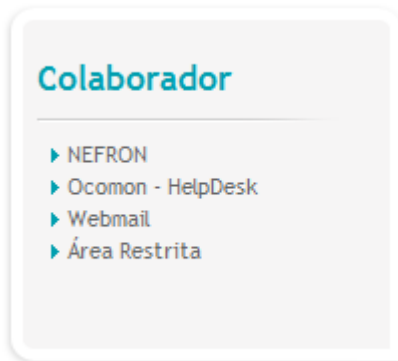 Colaborador
NEFRON
Ocomon - HelpDesk
Webmail
Área Restrita